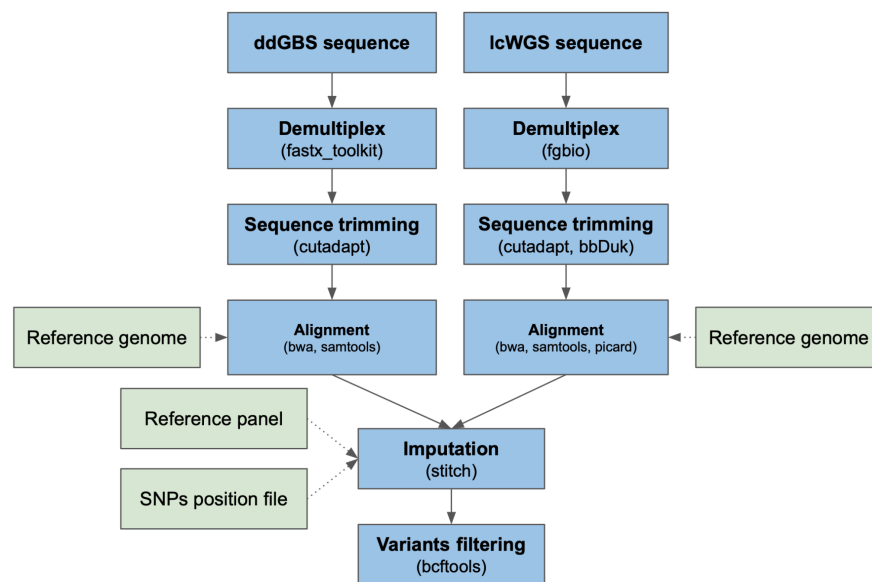 ddGBS sequence
lcWGS sequence
Demultiplex
(fastx_toolkit)
Demultiplex
(fgbio)
Sequence trimming
(cutadapt)
Sequence trimming
(cutadapt, bbDuk)
Reference genome
Alignment
(bwa, samtools)
Alignment
(bwa, samtools, picard)
Reference genome
Reference panel
SNPs position file
Imputation
(stitch)
Variants filtering
(bcftools)